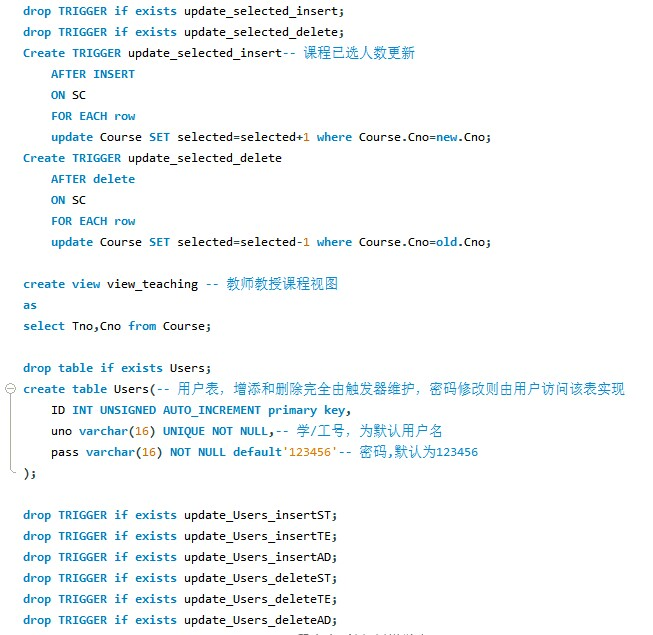 drop TRIGGER if exists update_selected_insert;
drop TRIGGER if exists update_selected_delete;
Create TRIGGER update_selected_insert-- 课程已选人数更新
AFTER INSERT
ON SC
FOR EACH row
update Course SET selected=selected+1 where Course.Cno=new.Cno;
Create TRIGGER update_selected_delete
AFTER delete
ON SC
FOR EACH row
update Course SET selected=selected-1 where Course.Cno=old.Cno;
create view view_teaching -- 教师教授课程视图
as
select Tno,Cno from Course;
drop table if exists Users;
create table Users(-- 用户表，增添和删除完全由触发器维护，密码修改则由用户访问该表实现
ID INT UNSIGNED AUTO_INCREMENT primary key,
uno varchar(16) UNIQUE NOT NULL,-- 学/工号，为默认用户名
pass varchar(16) NOT NULL default'123456'-- 密码,默认为123456
);
drop TRIGGER if exists update_Users_insertST;
drop TRIGGER if exists update_Users_insertTE;
drop TRIGGER if exists update_Users_insertAD;
drop TRIGGER if exists update_Users_deleteST;
drop TRIGGER if exists update_Users_deleteTE;
drop TRIGGER if exists update_Users_deleteAD;